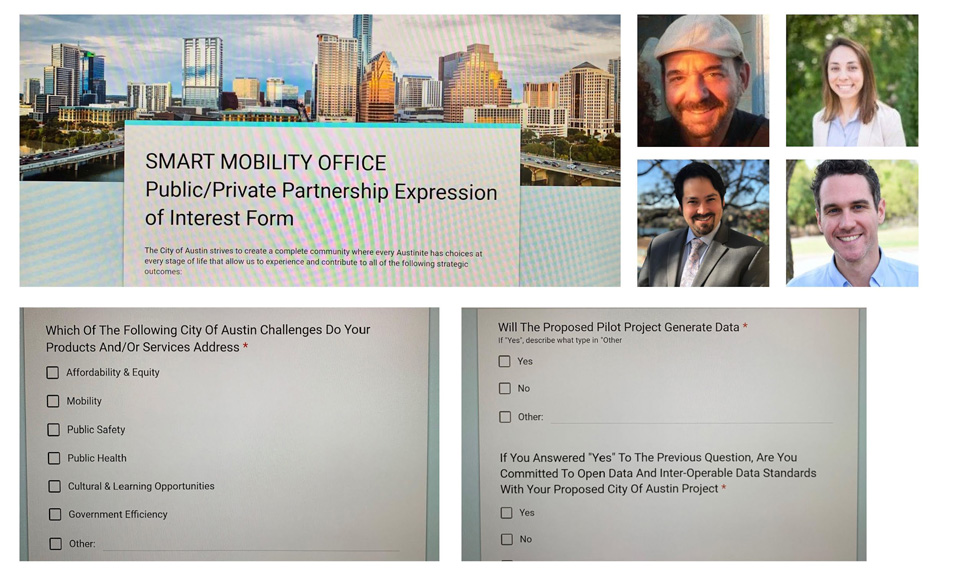 SMART MOBILITY OFFICE
Public/Private Partnership Expression
of Interest Form
The City of Austin strives to create a complete community where every Austinite has choices at
every stage of life that allow us to experience and contribute to all of the following strategic
outcomes:
Which Of The Following City Of Austin Challenges Do Your
Products And/Or Services Address *
Affordability & Equity
Mobility
Public Safety
Public Health
Cultural & Learning Opportunities
Government Efficiency
Other:
Will The Proposed Pilot Project Generate Data *
If "Yes", describe what type in "Other
Yes
No
Other:
If You Answered "Yes" To The Previous Question, Are You
Committed To Open Data And Inter-Operable Data Standards
With Your Proposed City Of Austin Project *
Yes
No